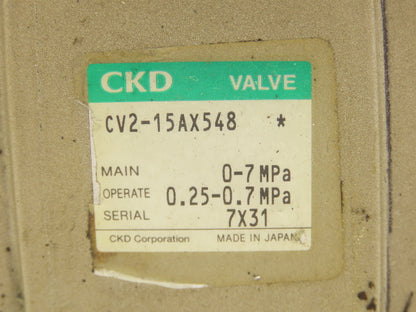 CKD VALVE
CV2-15AX548 *
MAIN 0-7MPa
OPERATE 0.25-0.7MPa
SERIAL 7X31
CKD Corporation MADE IN JAPAN